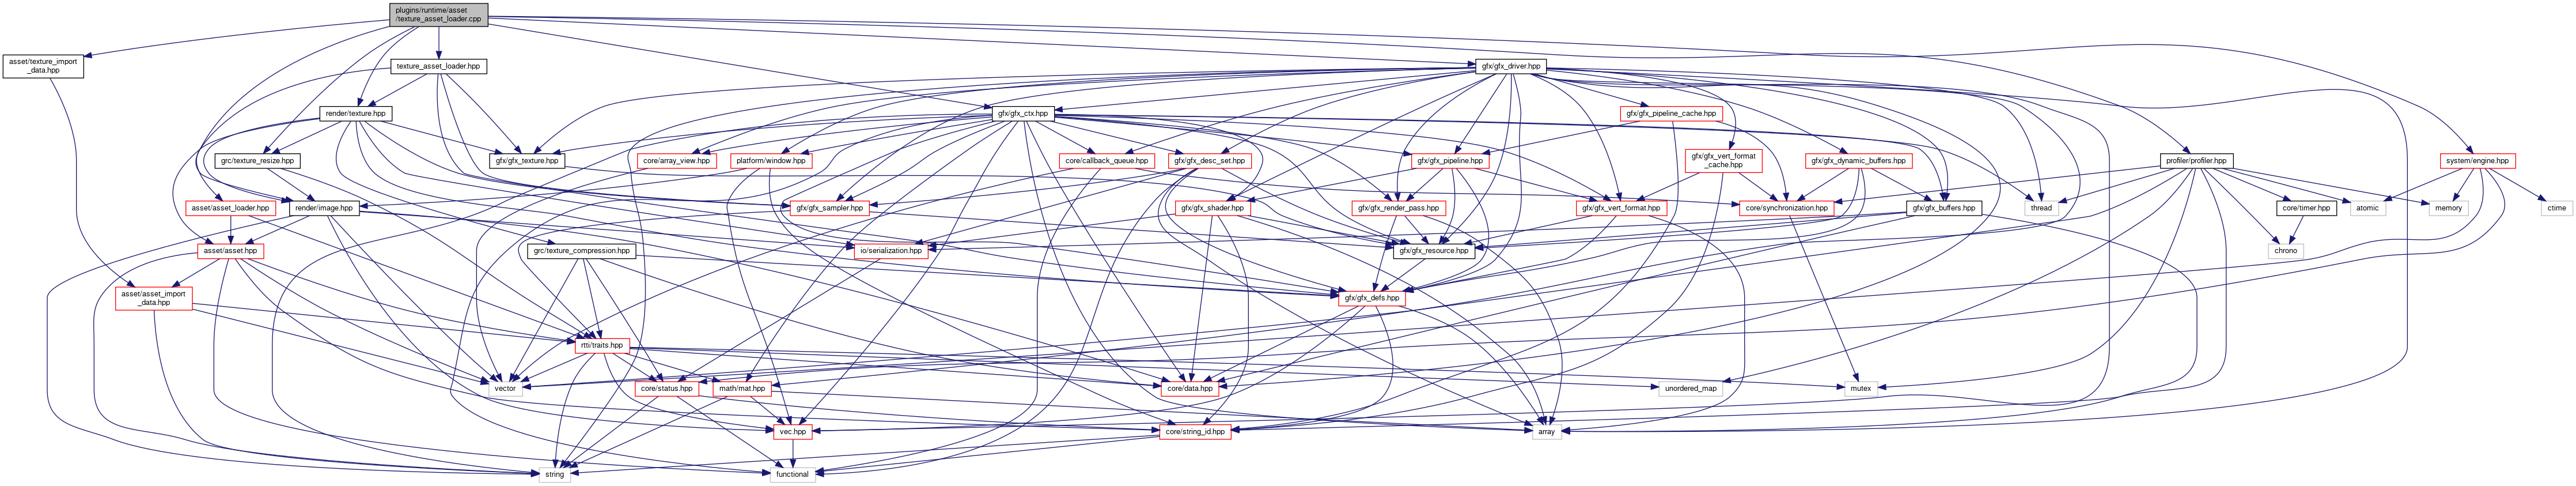 plugins/runtime/asset
/texture_asset_loader.cpp
asset/texture_import
_data.hpp
texture_asset_loader.hpp
gfx/gfx_driver.hpp
render/texture.hpp
gfx/gfx_ctx.hpp
gfx/gfx_pipeline_cache.hpp
grc/texture_resize.hpp
gfx/gfx_texture.hpp
core/array_view.hpp
platform/window.hpp
core/callback_queue.hpp
gfx/gfx_desc_set.hpp
gfx/gfx_pipeline.hpp
gfx/gfx_vert_format
_cache.hpp
gfx/gfx_dynamic_buffers.hpp
profiler/profiler.hpp
system/engine.hpp
asset/asset_loader.hpp
render/image.hpp
gfx/gfx_sampler.hpp
gfx/gfx_shader.hpp
gfx/gfx_render_pass.hpp
gfx/gfx_vert_format.hpp
core/synchronization.hpp
gfx/gfx_buffers.hpp
thread
core/timer.hpp
atomic
memory
ctime
asset/asset.hpp
grc/texture_compression.hpp
io/serialization.hpp
gfx/gfx_resource.hpp
chrono
asset/asset_import
_data.hpp
gfx/gfx_defs.hpp
rtti/traits.hpp
vector
core/status.hpp
math/mat.hpp
core/data.hpp
unordered_map
mutex
vec.hpp
core/string_id.hpp
array
string
functional